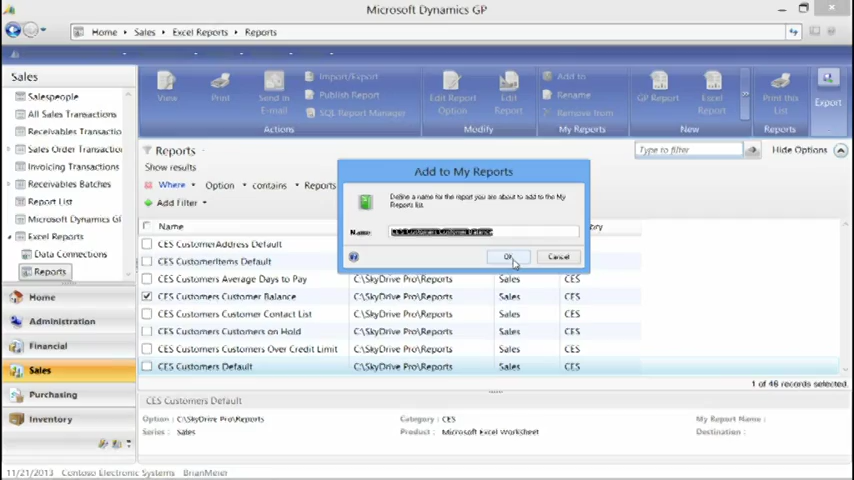 Microsoft Dynamics GP
Home Sales Excel Reports Reports
Sales
Salespeople
All Sales Transactions
Receivables Transactio
Sales Order Transactio
Invoicing Transactions
Receivables Batches
Report List
Microsoft Dynamics GP
Excel Reports
Data Connections
Reports
Home
Administration
Financial
Sales
Purchasing
Inventory
View
Print
Send in E-mail
Import/Export
Publish Report
SQL Report Manager
Actions
Edit Report Option
Edit Report
Modify
Add to
Rename
Remove from
My Reports
GP Report
Excel Report
New
Print this List
Reports
Export
Reports
Type to filter
Hide Options
Show results
Where Option contains Reports
Add Filter
Name
CES CustomerAddress Default
CES CustomerItems Default
CES Customers Average Days to Pay C:\SkyDrive Pro\Reports Sales CES
CES Customers Customer Balance C:\SkyDrive Pro\Reports Sales CES
CES Customers Customer Contact List C:\SkyDrive Pro\Reports Sales CES
CES Customers Customers on Hold C:\SkyDrive Pro\Reports Sales CES
CES Customers Customers Over Credit Limit C:\SkyDrive Pro\Reports Sales CES
CES Customers Default C:\SkyDrive Pro\Reports Sales CES
Add to My Reports
Define a name for the report you are about to add to the My
Reports list.
Name: CES Customers Customer Balance
OK Cancel
1 of 46 records selected.
CES Customers Default
Option : C:\SkyDrive Pro\Reports Category : CES My Report Name :
Series : Sales Product : Microsoft Excel Worksheet Destination :
11/21/2013 Contoso Electronic Systems BrianMeier